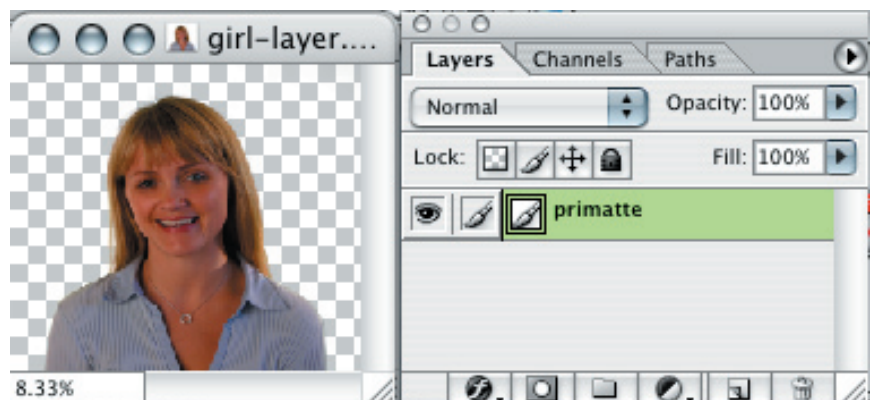 girl-layer....
8.33%
Layers Channels Paths
Normal Opacity: 100%
Lock: Fill: 100%
primatte